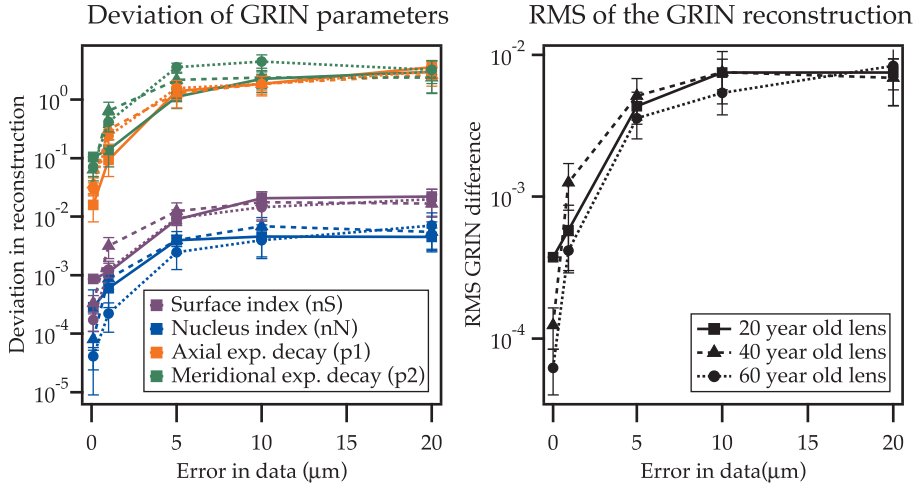 Deviation of GRIN parameters
Deviation in reconstruction
10^0
10^-1
10^-2
10^-3
10^-4
10^-5
Surface index (nS)
Nucleus index (nN)
Axial exp. decay (p1)
Meridional exp. decay (p2)
0 5 10 15 20
Error in data (μm)
RMS of the GRIN reconstruction
RMS GRIN difference
10^-2
10^-3
10^-4
20 year old lens
40 year old lens
60 year old lens
0 5 10 15 20
Error in data(μm)